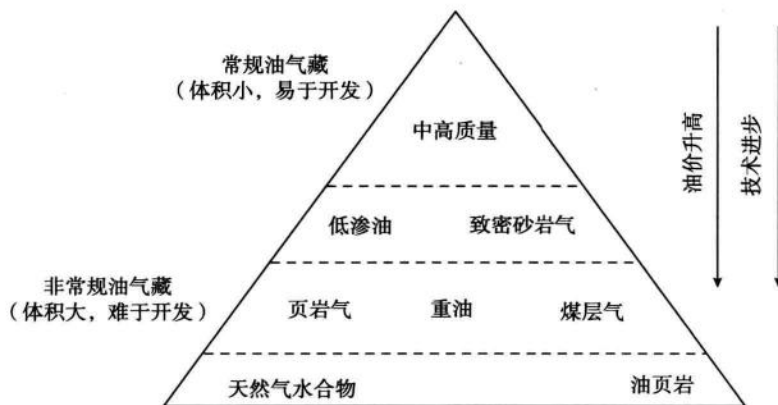 常规油气藏
（体积小，易于开发）
中高质量
低渗油 致密砂岩气
非常规油气藏
（体积大，难于开发）
页岩气 重油 煤层气
天然气水合物 油页岩
油价升高
技术进步